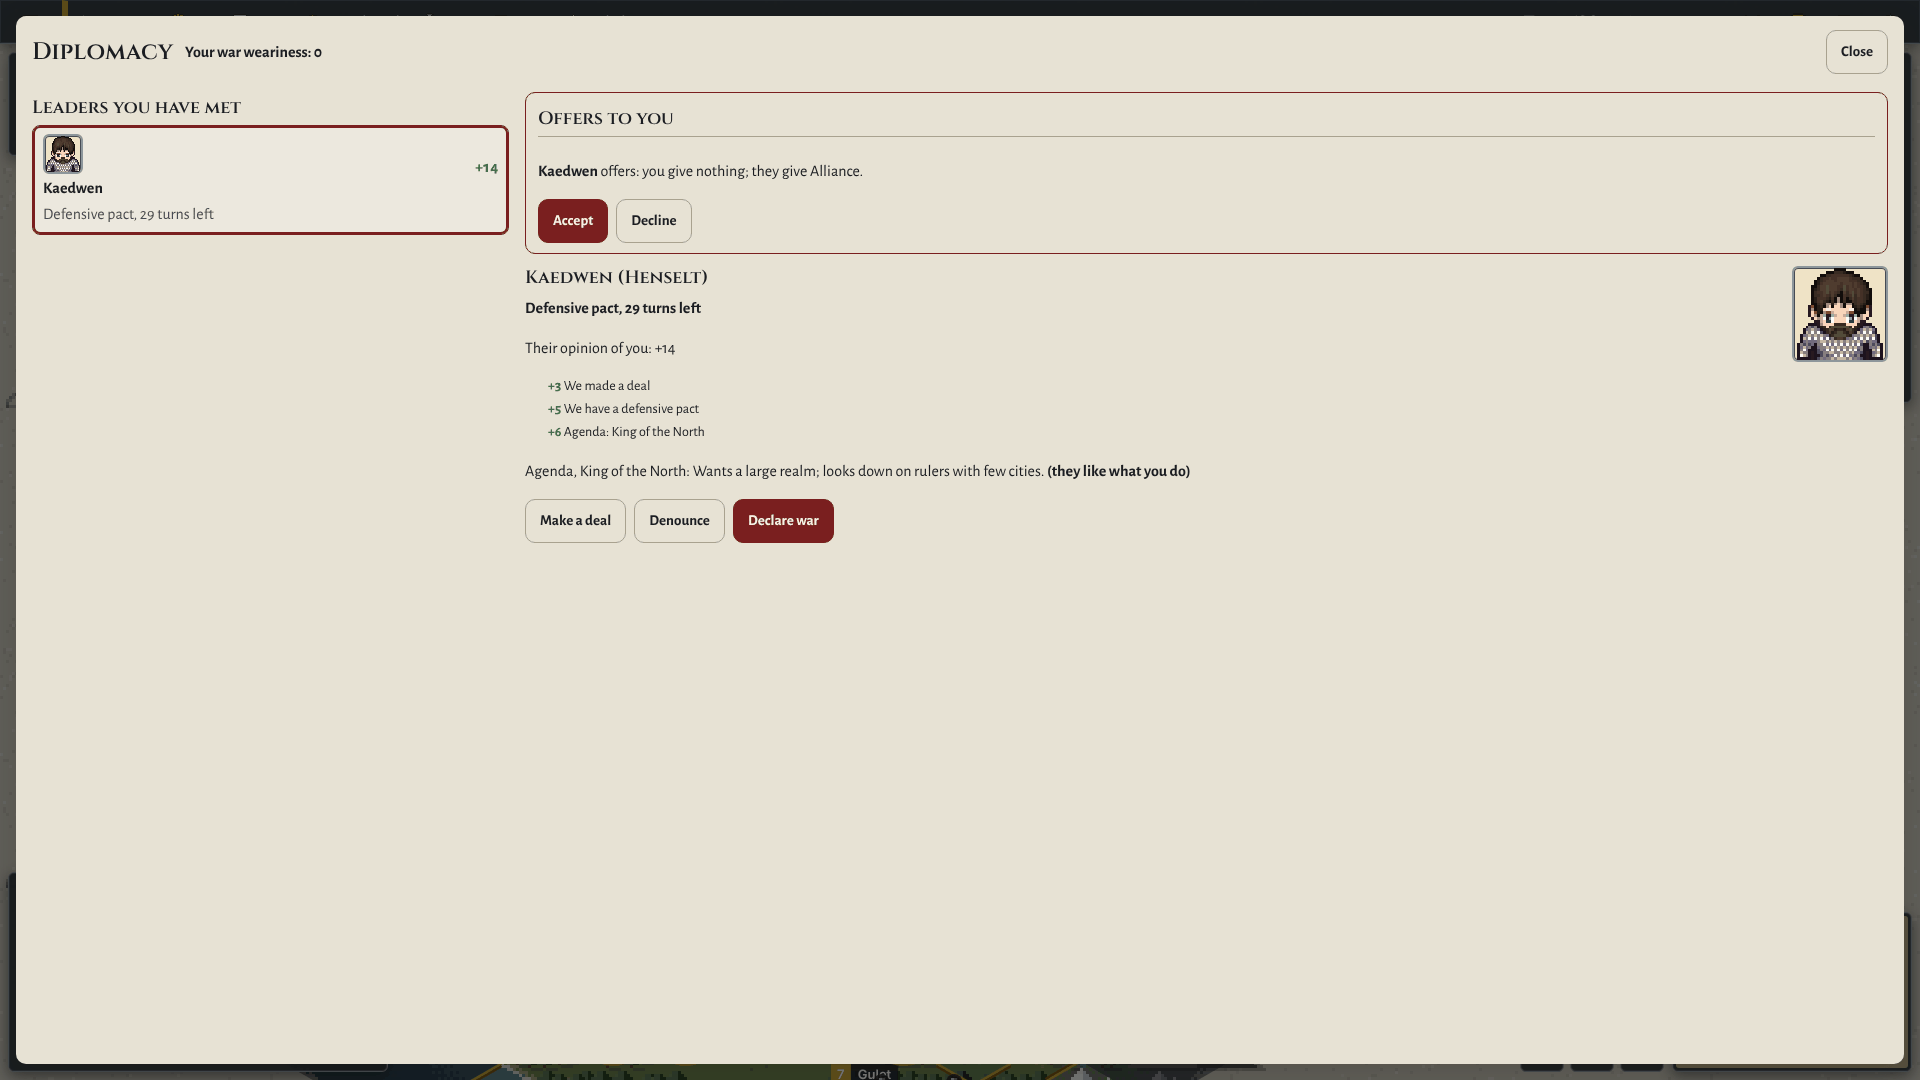 Diplomacy Your war weariness: 0
Close
Leaders you have met
+14
Kaedwen
Defensive pact, 29 turns left
Offers to you
Kaedwen offers: you give nothing; they give Alliance.
Accept Decline
Kaedwen (Henselt)
Defensive pact, 29 turns left
Their opinion of you: +14
+3 We made a deal
+5 We have a defensive pact
+6 Agenda: King of the North
Agenda, King of the North: Wants a large realm; looks down on rulers with few cities. (they like what you do)
Make a deal Denounce Declare war
7 Gulet